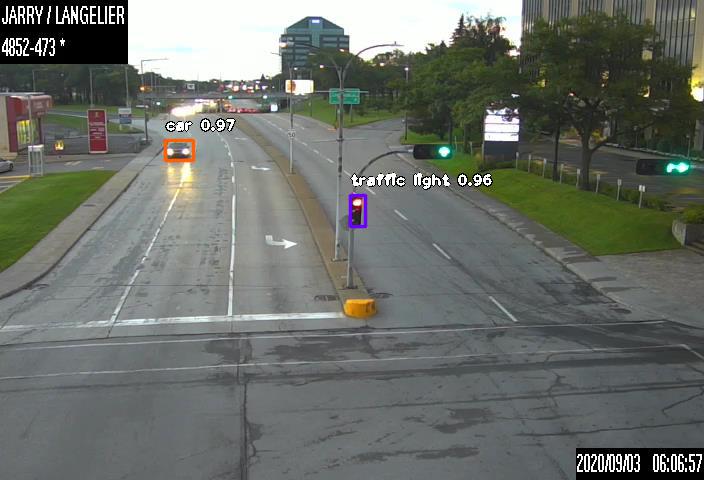 JARRY / LANGELIER
4852-473 *
car 0.97
traffic light 0.96
2020/09/03 06:06:57